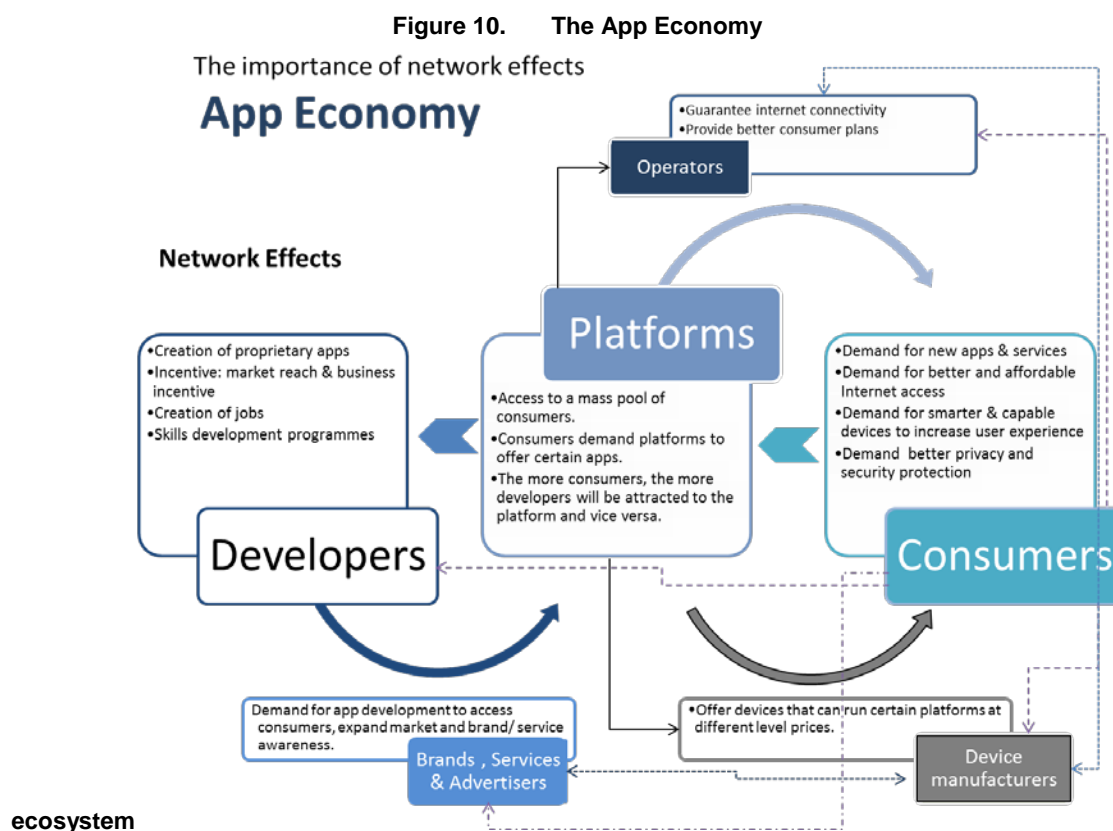 Figure 10. The App Economy
The importance of network effects
App Economy
•Guarantee internet connectivity
•Provide better consumer plans
Operators
Network Effects
Platforms
•Creation of proprietary apps
•Incentive: market reach & business
incentive
•Creation of jobs
•Skills development programmes
Developers
•Access to a mass pool of
consumers.
•Consumers demand platforms to
offer certain apps.
•The more consumers, the more
developers will be attracted to the
platform and vice versa.
•Demand for new apps & services
•Demand for better and affordable
Internet access
•Demand for smarter & capable
devices to increase user experience
•Demand better privacy and
security protection
Consumers
Demand for app development to access
consumers, expand market and brand/ service
awareness.
Brands , Services
& Advertisers
•Offer devices that can run certain platforms at
different level prices.
Device
manufacturers
ecosystem